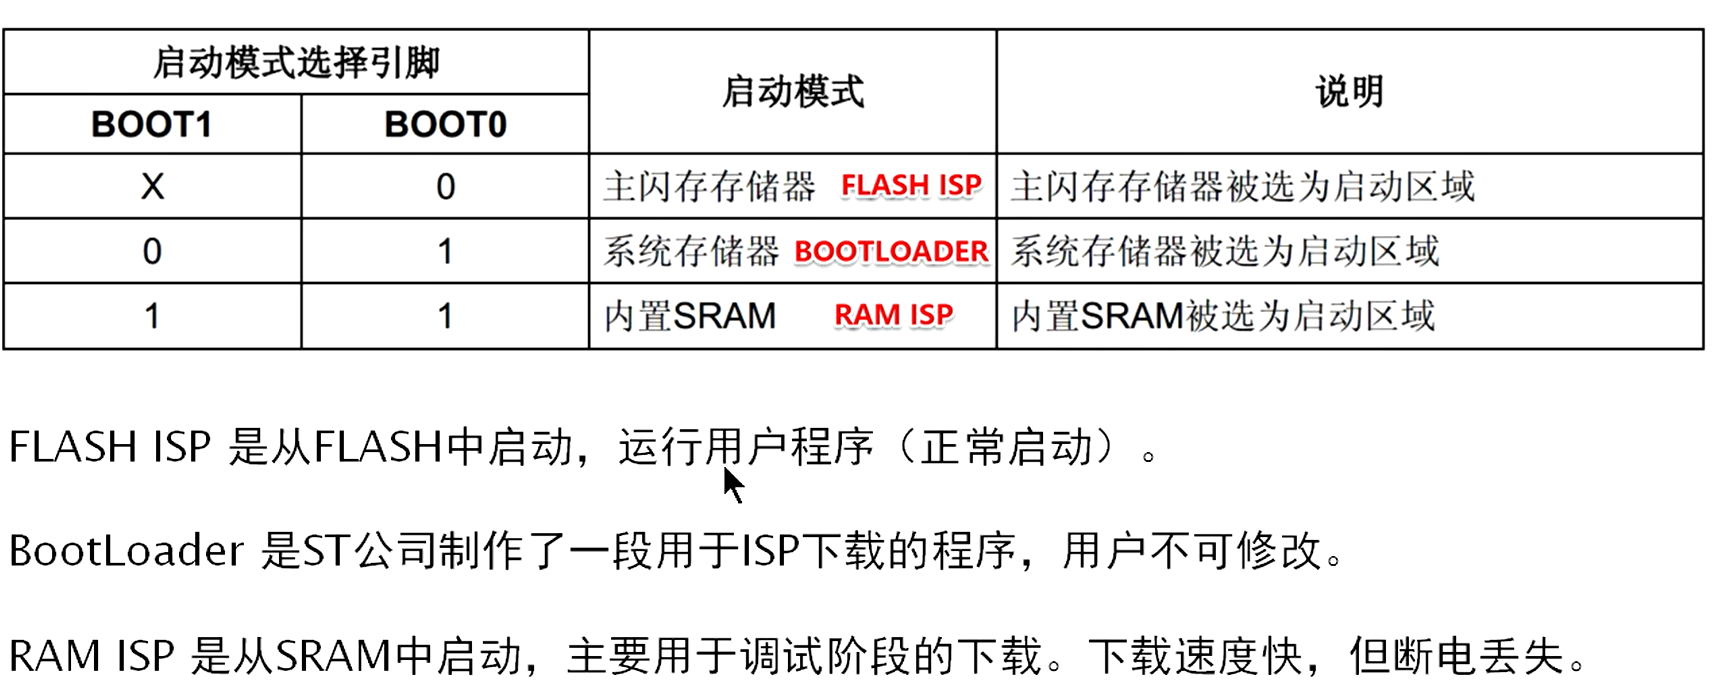 启动模式选择引脚 启动模式 说明
BOOT1 BOOT0
X 0 主闪存存储器 FLASH ISP 主闪存存储器被选为启动区域
0 1 系统存储器 BOOTLOADER 系统存储器被选为启动区域
1 1 内置SRAM RAM ISP 内置SRAM被选为启动区域
FLASH ISP 是从FLASH中启动，运行用户程序（正常启动）。
BootLoader 是ST公司制作了一段用于ISP下载的程序，用户不可修改。
RAM ISP 是从SRAM中启动，主要用于调试阶段的下载。下载速度快，但断电丢失。